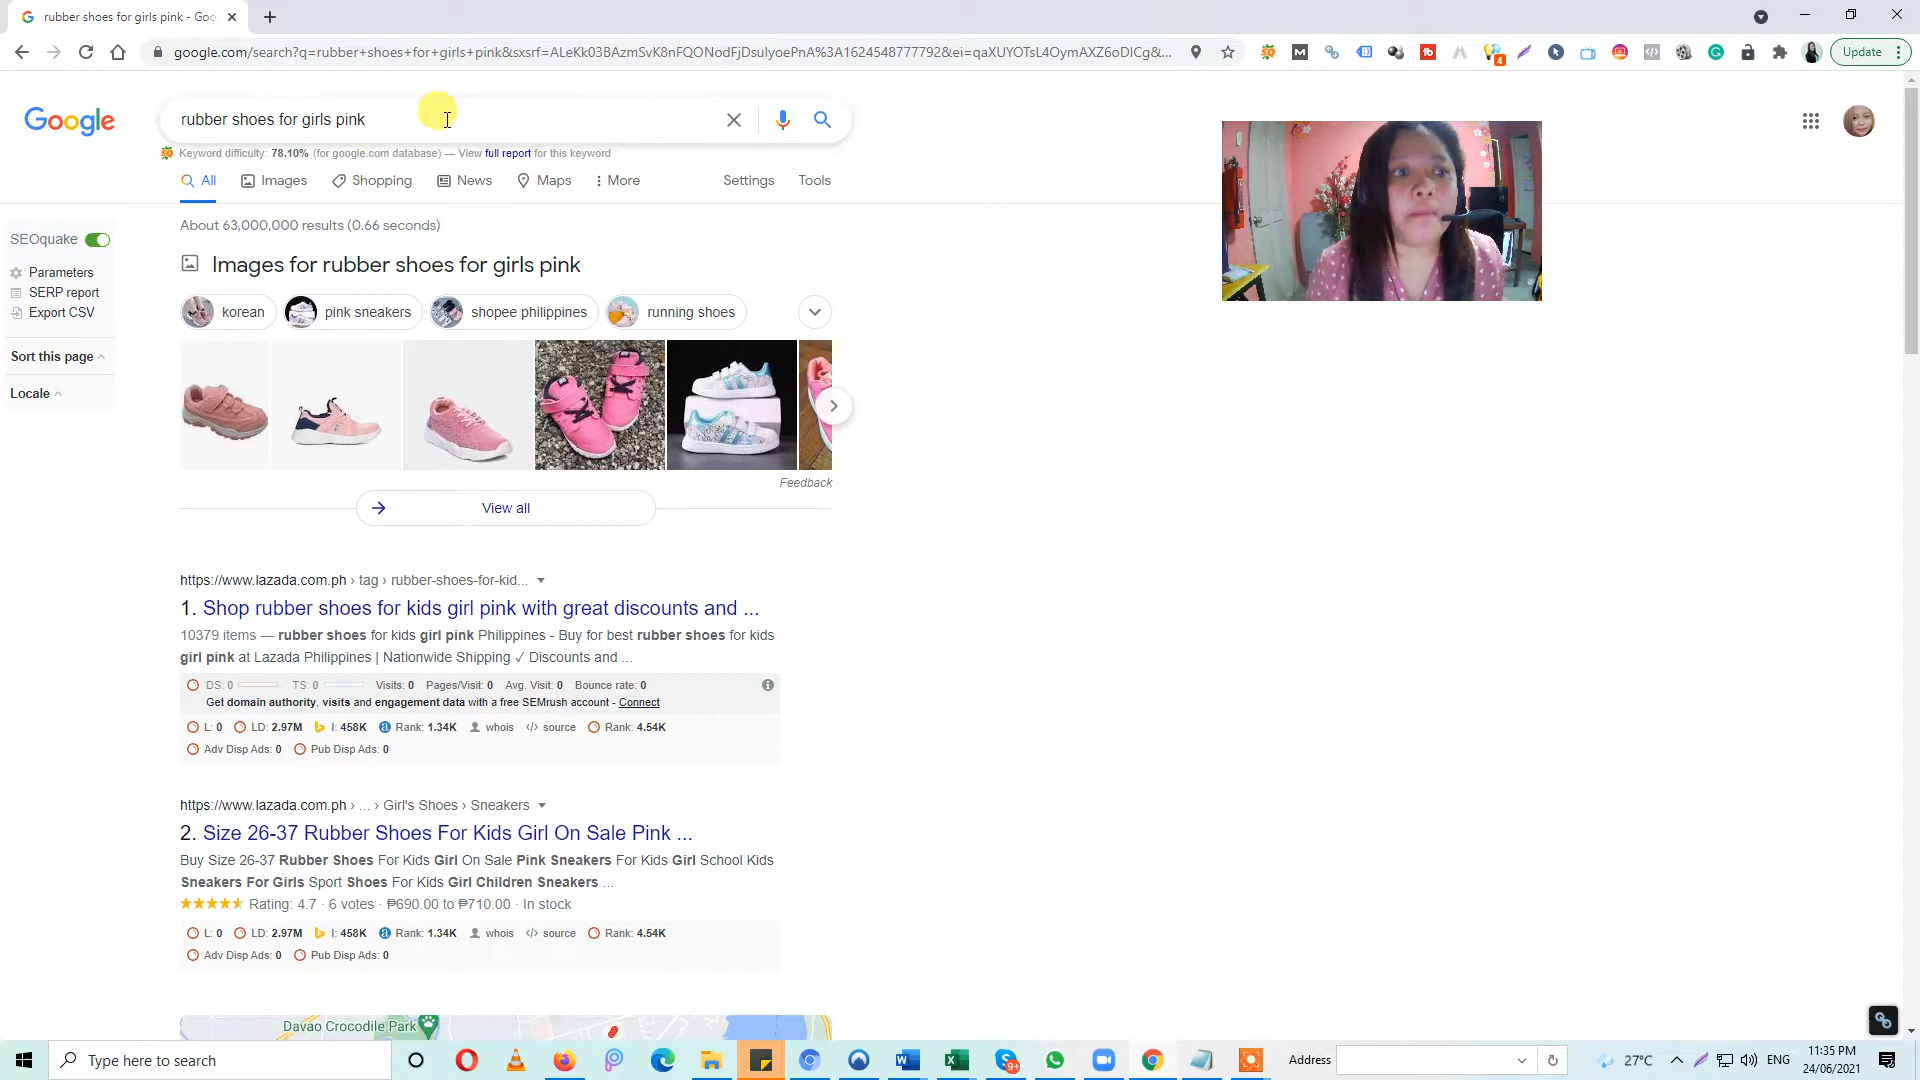 rubber shoes for girls pink - Goo
google.com/search?q=rubber+shoes+for+girls+pink&sxsrf=ALeKk03BAzmSvK8nFQONodFjDsulyoePnA%3A1624548777792&ei=qaXUYOTsL4OymAXZ6oDICg&...
Update
Google
rubber shoes for girls pink
Keyword difficulty: 78.10% (for google.com database) — View full report for this keyword
All Images Shopping News Maps More Settings Tools
About 63,000,000 results (0.66 seconds)
SEOquake
Parameters
SERP report
Export CSV
Sort this page
Locale
Images for rubber shoes for girls pink
korean pink sneakers shopee philippines running shoes
Feedback
View all
https://www.lazada.com.ph › tag › rubber-shoes-for-kid...
1. Shop rubber shoes for kids girl pink with great discounts and ...
10379 items — rubber shoes for kids girl pink Philippines - Buy for best rubber shoes for kids
girl pink at Lazada Philippines | Nationwide Shipping ✓ Discounts and ...
DS: 0 TS: 0 Visits: 0 Pages/Visit: 0 Avg. Visit: 0 Bounce rate: 0
Get domain authority, visits and engagement data with a free SEMrush account - Connect
L: 0 LD: 2.97M I: 458K Rank: 1.34K whois source Rank: 4.54K
Adv Disp Ads: 0 Pub Disp Ads: 0
https://www.lazada.com.ph › ... › Girl's Shoes › Sneakers
2. Size 26-37 Rubber Shoes For Kids Girl On Sale Pink ...
Buy Size 26-37 Rubber Shoes For Kids Girl On Sale Pink Sneakers For Kids Girl School Kids
Sneakers For Girls Sport Shoes For Kids Girl Children Sneakers ...
Rating: 4.7 · 6 votes · ₱690.00 to ₱710.00 · In stock
L: 0 LD: 2.97M I: 458K Rank: 1.34K whois source Rank: 4.54K
Adv Disp Ads: 0 Pub Disp Ads: 0
Davao Crocodile Park
Type here to search
Address
27°C
ENG
11:35 PM
24/06/2021